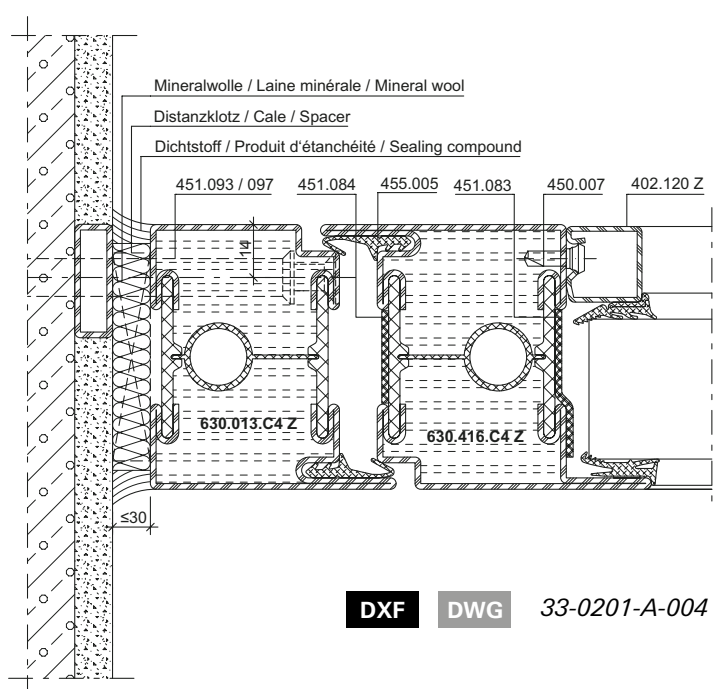 Mineralwolle / Laine minérale / Mineral wool
Distanzklotz / Cale / Spacer
Dichtstoff / Produit d'étanchéité / Sealing compound
451.093 / 097 451.084 455.005 451.083 450.007 402.120 Z
14
630.013.C4 Z 630.416.C4 Z
≤30
DXF DWG 33-0201-A-004